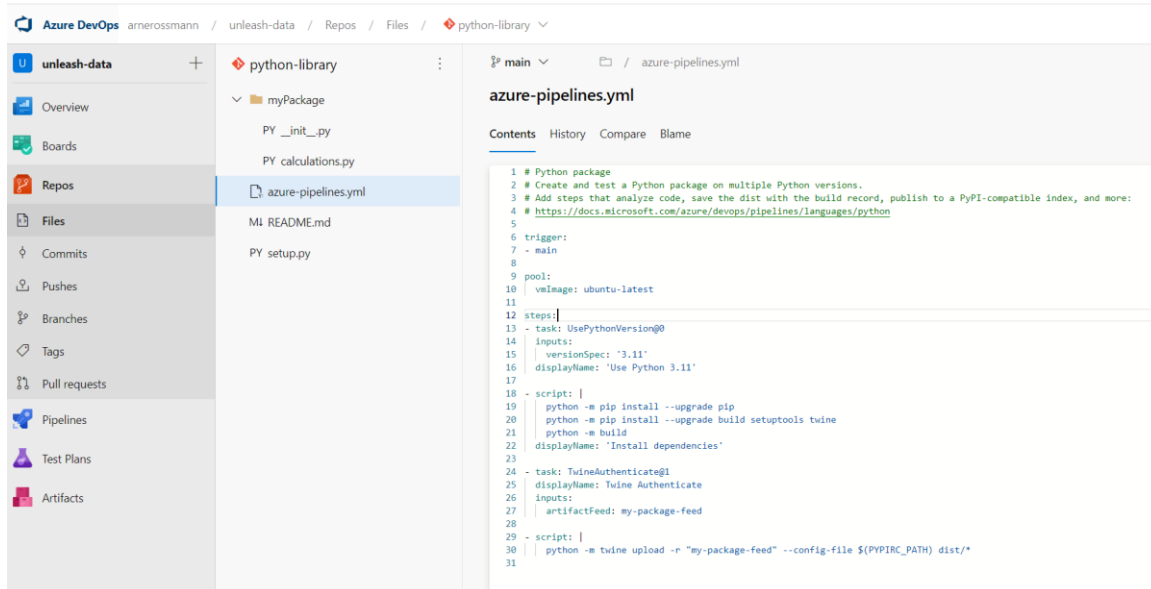 Azure DevOps arnerossmann / unleash-data / Repos / Files / python-library
U unleash-data
Overview
Boards
Repos
Files
Commits
Pushes
Branches
Tags
Pull requests
Pipelines
Test Plans
Artifacts
python-library
myPackage
PY __init__.py
PY calculations.py
azure-pipelines.yml
M↓ README.md
PY setup.py
main / azure-pipelines.yml
azure-pipelines.yml
Contents History Compare Blame
1 # Python package
2 # Create and test a Python package on multiple Python versions.
3 # Add steps that analyze code, save the dist with the build record, publish to a PyPI-compatible index, and more:
4 # https://docs.microsoft.com/azure/devops/pipelines/languages/python
5
6 trigger:
7 - main
8
9 pool:
10   vmImage: ubuntu-latest
11
12 steps:
13 - task: UsePythonVersion@0
14   inputs:
15     versionSpec: '3.11'
16   displayName: 'Use Python 3.11'
17
18 - script: |
19     python -m pip install --upgrade pip
20     python -m pip install --upgrade build setuptools twine
21     python -m build
22   displayName: 'Install dependencies'
23
24 - task: TwineAuthenticate@1
25   displayName: Twine Authenticate
26   inputs:
27     artifactFeed: my-package-feed
28
29 - script: |
30     python -m twine upload -r "my-package-feed" --config-file $(PYPIRC_PATH) dist/*
31